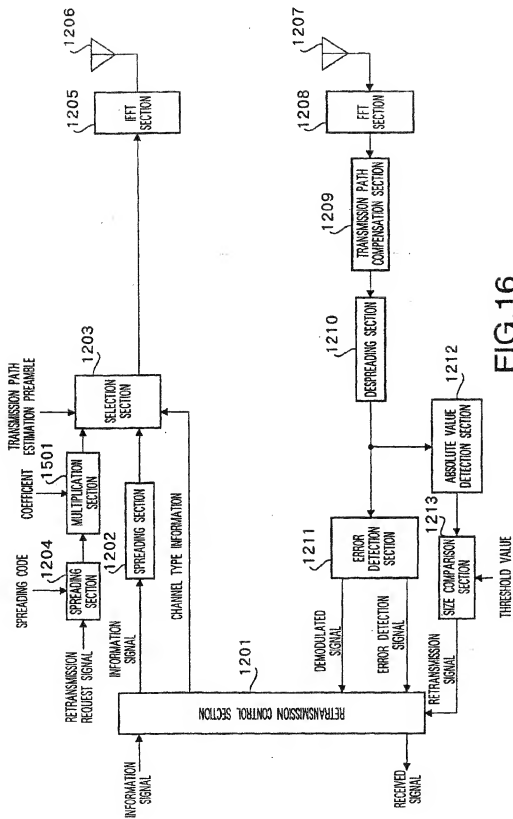 TRANSMISSION PATH
ESTIMATION PREAMBLE
COEFFICIENT
SPREADING CODE
1204
SPREADING
SECTION
RETRANSMISSION
REQUEST SIGNAL
1501
MULTIPLICATION
SECTION
1203
SELECTION
SECTION
1205
IFFT
SECTION
1206
INFORMATION
SIGNAL
1202
SPREADING SECTION
CHANNEL TYPE INFORMATION
INFORMATION
SIGNAL
1201
RETRANSMISSION CONTROL SECTION
RECEIVED
SIGNAL
DEMODULATED
SIGNAL
ERROR DETECTION
SIGNAL
RETRANSMISSION
SIGNAL
1211
ERROR
DETECTION
SECTION
1210
DESPREADING SECTION
1209
TRANSMISSION PATH
COMPENSATION SECTION
1208
FFT
SECTION
1207
1213
SIZE COMPARISON
SECTION
1212
ABSOLUTE VALUE
DETECTION SECTION
THRESHOLD VALUE
FIG.16